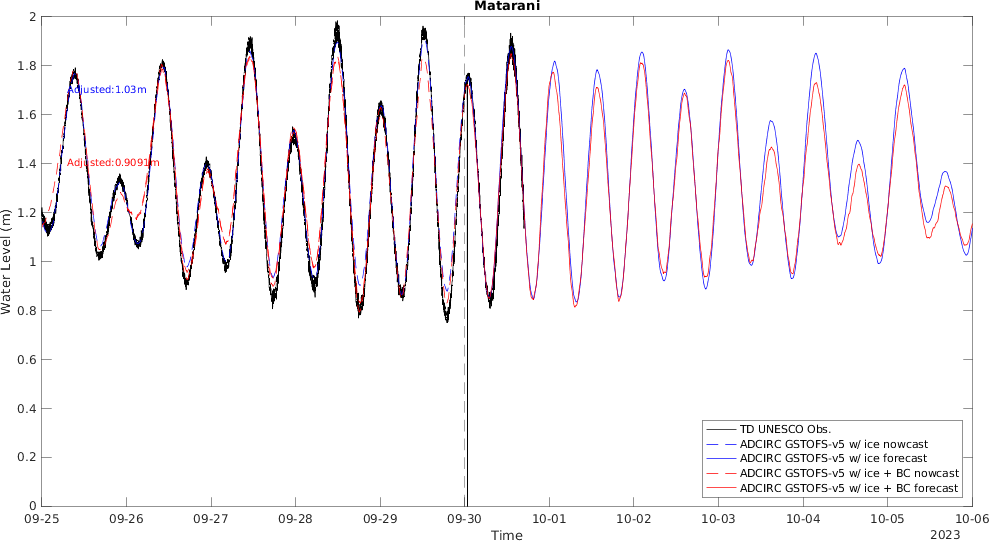 Matarani
2
1.8
1.6
1.4
1.2
1
0.8
0.6
0.4
0.2
0
Water Level (m)
Adjusted:1.03m
Adjusted:0.9091m
TD UNESCO Obs.
ADCIRC GSTOFS-v5 w/ ice nowcast
ADCIRC GSTOFS-v5 w/ ice forecast
ADCIRC GSTOFS-v5 w/ ice + BC nowcast
ADCIRC GSTOFS-v5 w/ ice + BC forecast
09-25 09-26 09-27 09-28 09-29 09-30 10-01 10-02 10-03 10-04 10-05 10-06
Time
2023